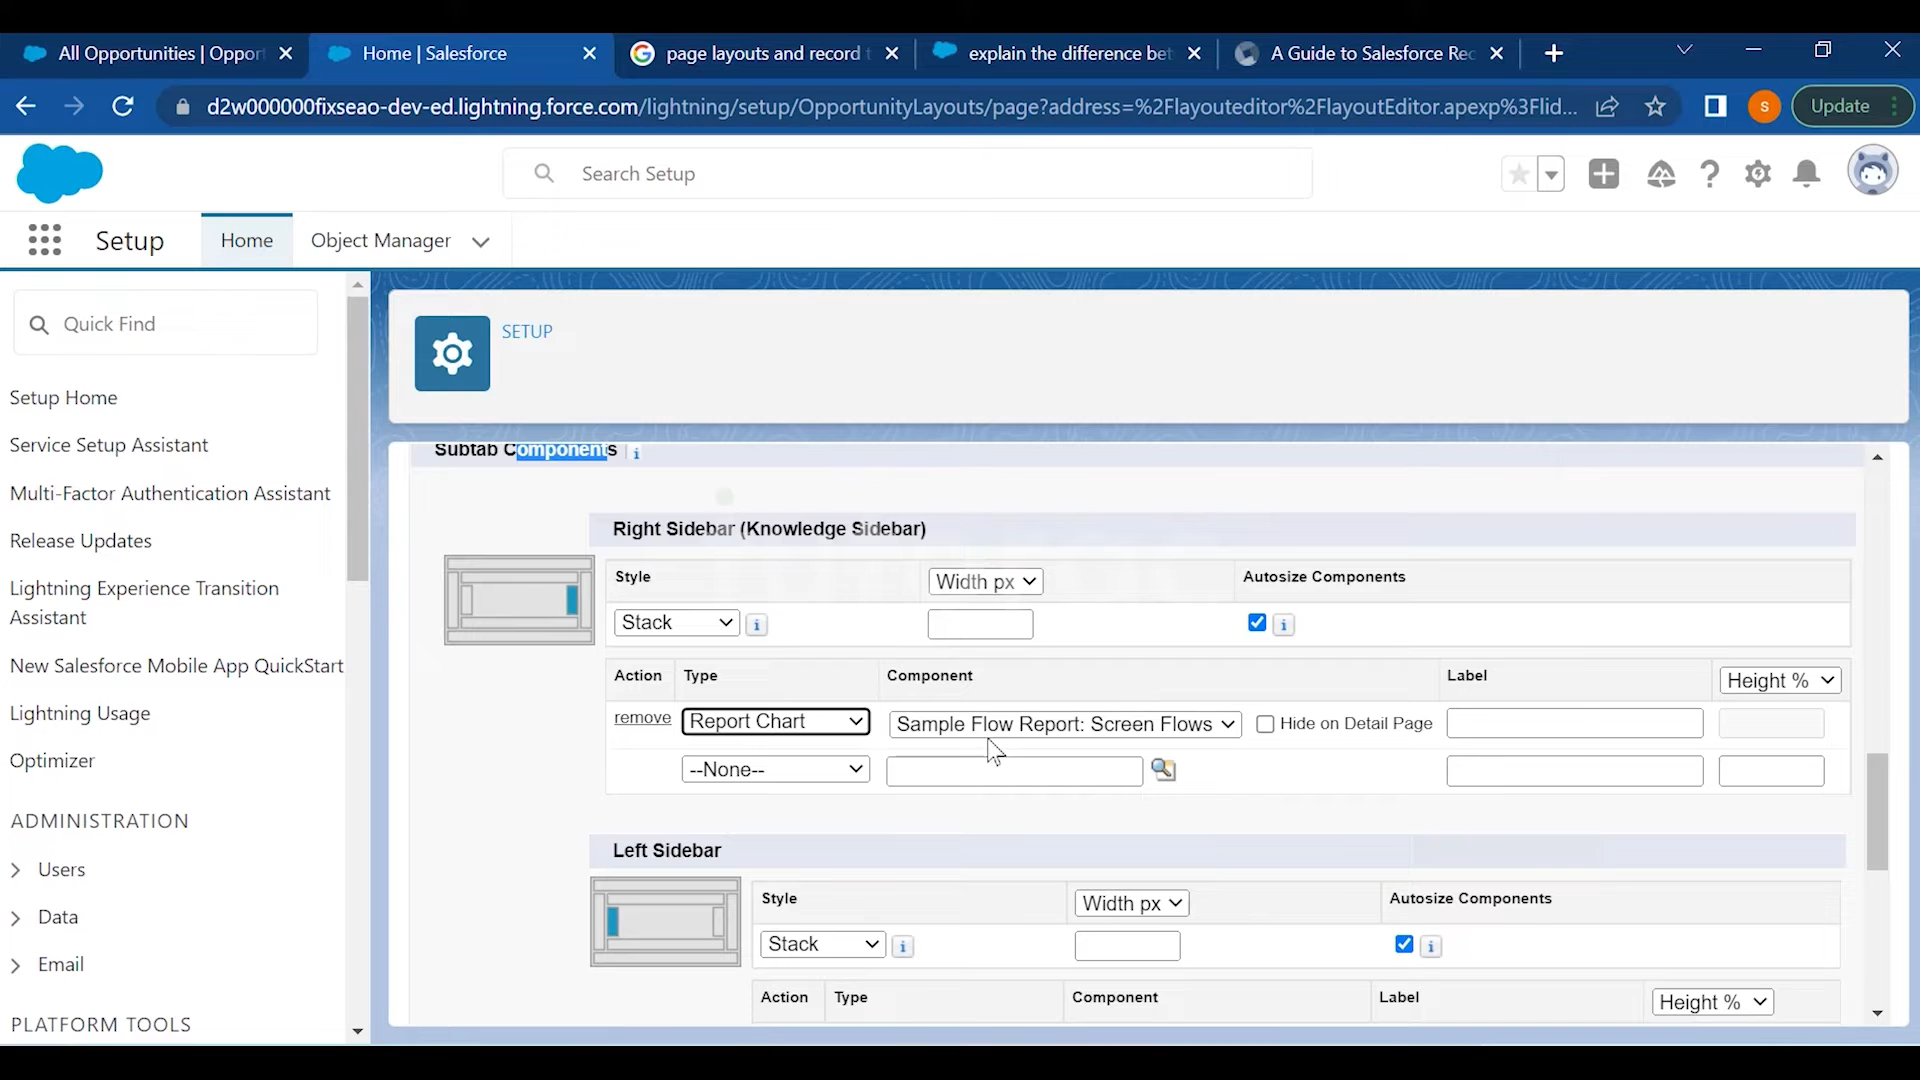 All Opportunities | Oppor
Home | Salesforce
page layouts and record t
explain the difference bet
A Guide to Salesforce Rec
d2w000000fixseao-dev-ed.lightning.force.com/lightning/setup/OpportunityLayouts/page?address=%2Flayouteditor%2FlayoutEditor.apexp%3Flid...
S
Update
Search Setup
Setup
Home
Object Manager
Quick Find
Setup Home
Service Setup Assistant
Multi-Factor Authentication Assistant
Release Updates
Lightning Experience Transition
Assistant
New Salesforce Mobile App QuickStart
Lightning Usage
Optimizer
ADMINISTRATION
Users
Data
Email
PLATFORM TOOLS
SETUP
Subtab Components i
Right Sidebar (Knowledge Sidebar)
Style
Width px
Autosize Components
Stack
i
i
Action
Type
Component
Label
Height %
remove
Report Chart
Sample Flow Report: Screen Flows
Hide on Detail Page
--None--
Left Sidebar
Style
Width px
Autosize Components
Stack
i
i
Action
Type
Component
Label
Height %